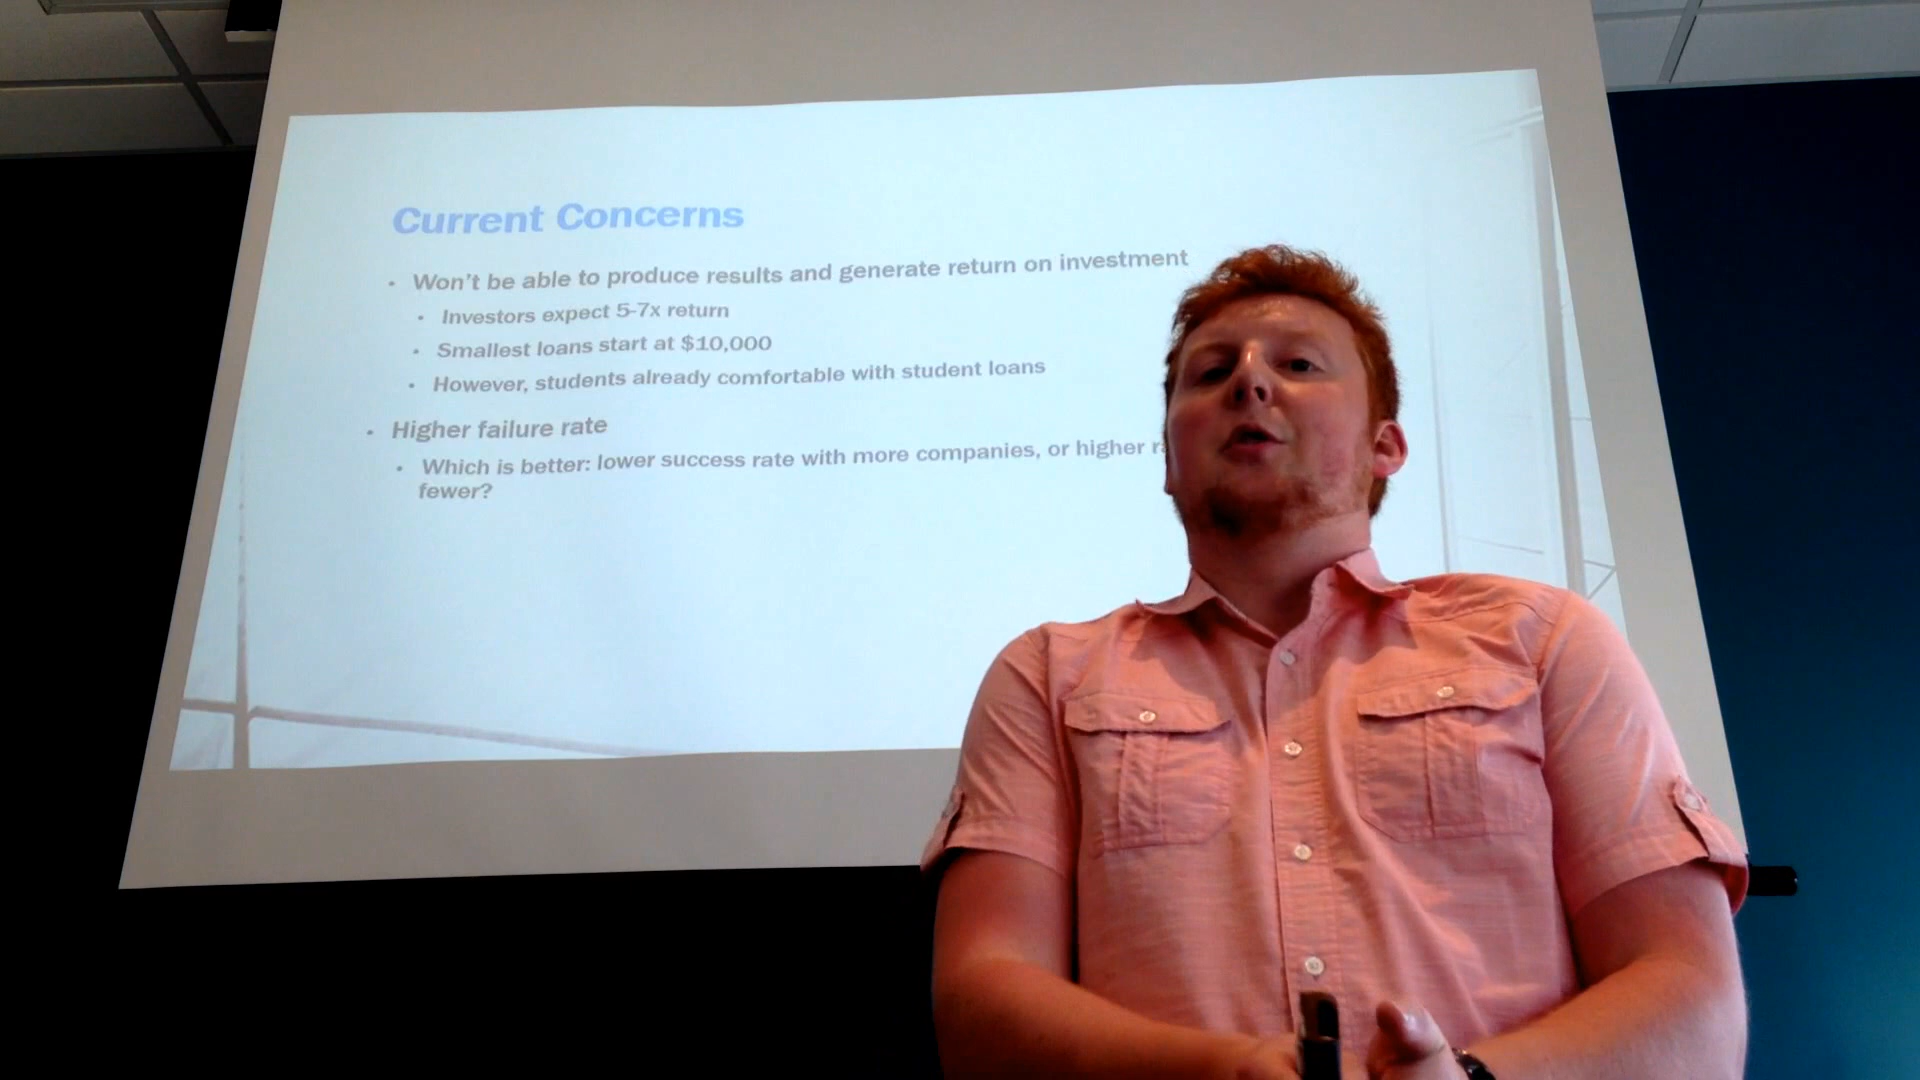 Current Concerns
• Won't be able to produce results and generate return on investment
• Investors expect 5-7x return
• Smallest loans start at $10,000
• However, students already comfortable with student loans
• Higher failure rate
• Which is better: lower success rate with more companies, or higher
fewer?